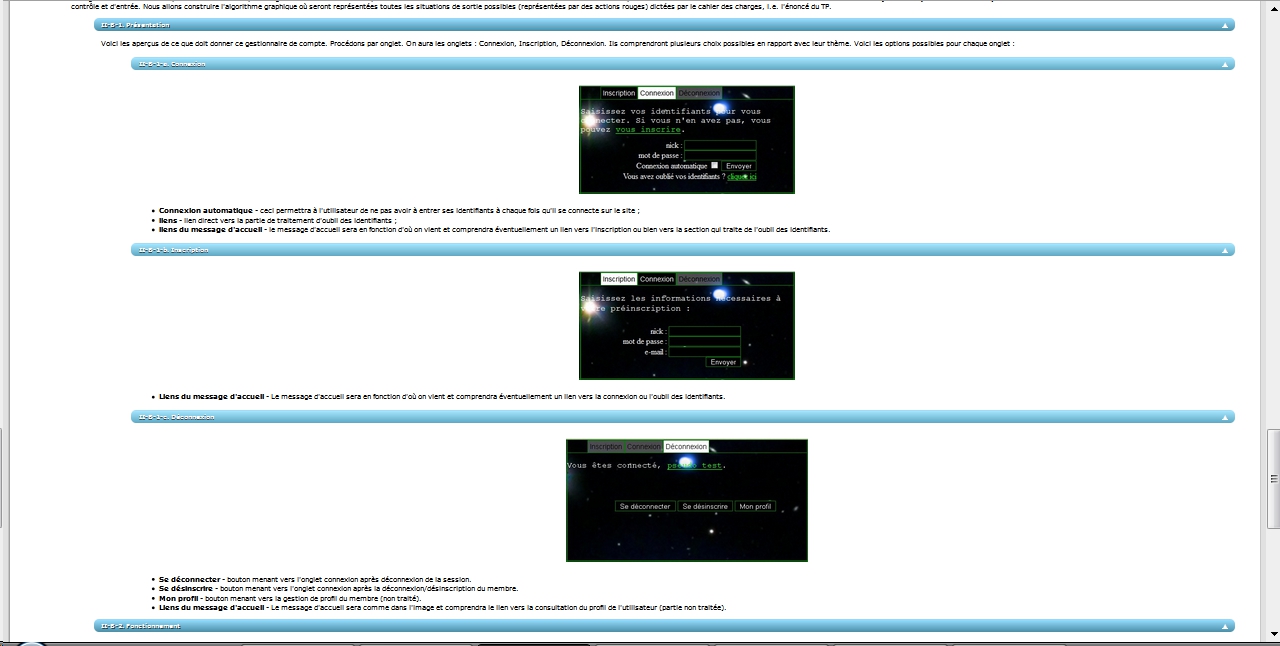 contrôle et d'entrée. Nous allons construire l'algorithme graphique où seront représentées toutes les situations de sortie possibles (représentées par des actions rouges) dictées par le cahier des charges, i.e. l'énoncé du TP.
II-B-1. Présentation
Voici les aperçus de ce que doit donner ce gestionnaire de compte. Procédons par onglet. On aura les onglets : Connexion, Inscription, Déconnexion. Ils comprendront plusieurs choix possibles en rapport avec leur thème. Voici les options possibles pour chaque onglet :
II-B-1-a. Connexion
Inscription Connexion Déconnexion
Saisissez vos identifiants pour vous
connecter. Si vous n'en avez pas, vous
pouvez vous inscrire.
nick :
mot de passe :
Connexion automatique Envoyer
Vous avez oublié vos identifiants ? cliquez ici
• Connexion automatique - ceci permettra à l'utilisateur de ne pas avoir à entrer ses identifiants à chaque fois qu'il se connecte sur le site ;
• liens - lien direct vers la partie de traitement d'oubli des identifiants ;
• liens du message d'accueil - le message d'accueil sera en fonction d'où on vient et comprendra éventuellement un lien vers l'inscription ou bien vers la section qui traite de l'oubli des identifiants.
II-B-1-b. Inscription
Inscription Connexion Déconnexion
Saisissez les informations nécessaires à
votre préinscription :
nick :
mot de passe :
e-mail :
Envoyer
• Liens du message d'accueil - Le message d'accueil sera en fonction d'où on vient et comprendra éventuellement un lien vers la connexion ou l'oubli des identifiants.
II-B-1-c. Déconnexion
Inscription Connexion Déconnexion
Vous êtes connecté, pseudo test.
Se déconnecter Se désinscrire Mon profil
• Se déconnecter - bouton menant vers l'onglet connexion après déconnexion de la session.
• Se désinscrire - bouton menant vers l'onglet connexion après la déconnexion/désinscription du membre.
• Mon profil - bouton menant vers la gestion de profil du membre (non traité).
• Liens du message d'accueil - Le message d'accueil sera comme dans l'image et comprendra le lien vers la consultation du profil de l'utilisateur (partie non traitée).
II-B-2. Fonctionnement